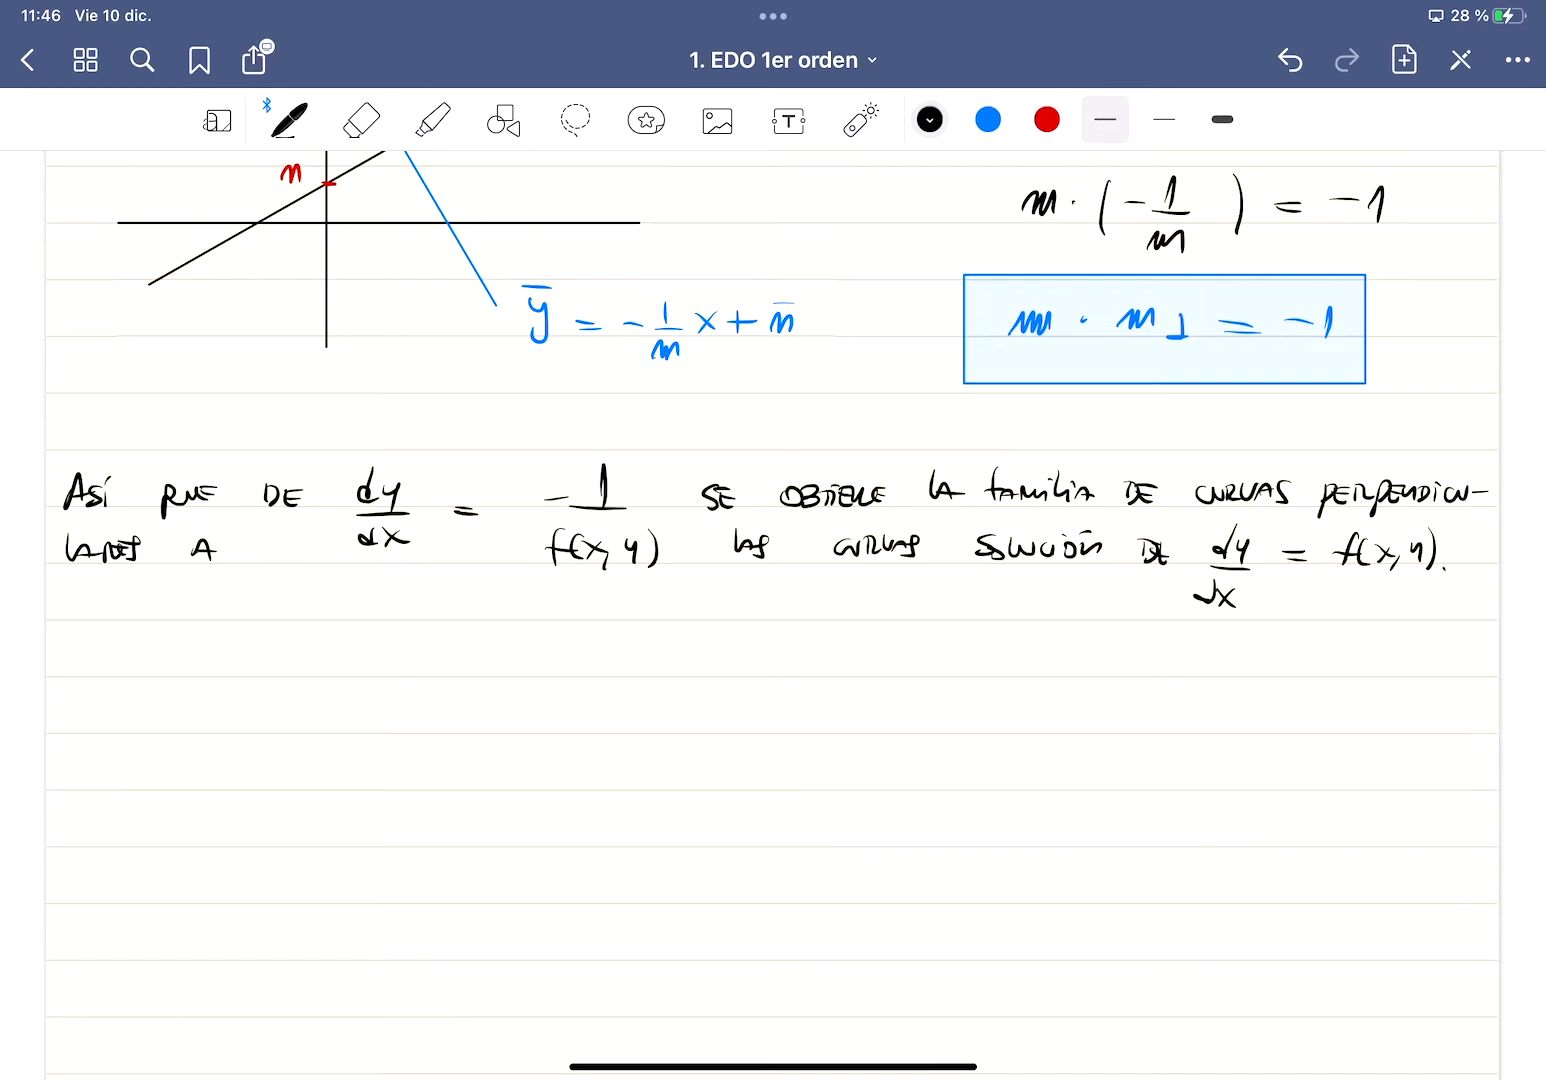 11:46 Vie 10 dic.
28 %
1. EDO 1er orden
n
m · (-1/m) = -1
ȳ = -1/m x + n̄
m · m⊥ = -1
ASÍ QUE DE dy/dx = -1/f(x,y) SE OBTIENE LA FAMILIA DE CURVAS PERPENDICU-
LARES A LAS CURVAS SOLUCIÓN DE dy/dx = f(x,y).